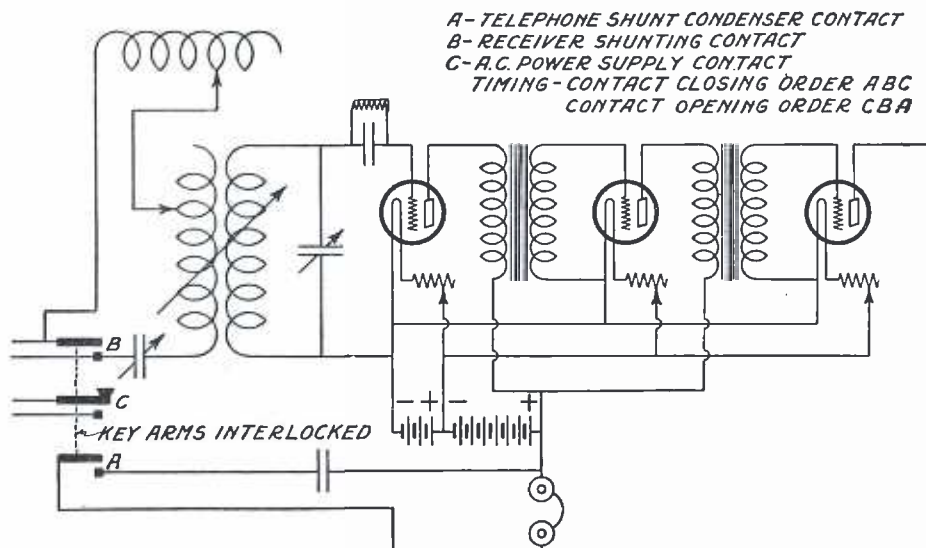 A-TELEPHONE SHUNT CONDENSER CONTACT
B-RECEIVER SHUNTING CONTACT
C-A.C. POWER SUPPLY CONTACT
TIMING-CONTACT CLOSING ORDER ABC
CONTACT OPENING ORDER CBA
B
C
- + - +
KEY ARMS INTERLOCKED
A